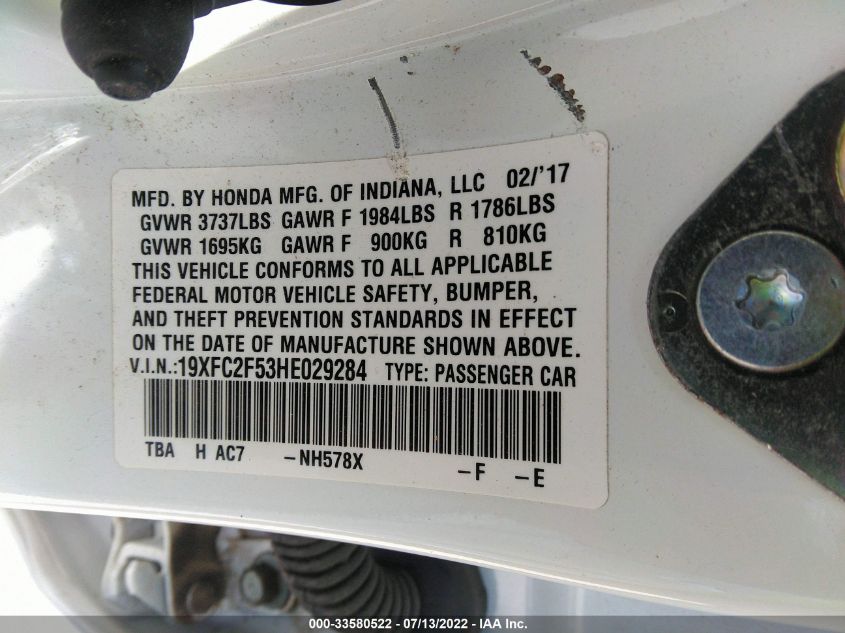 MFD. BY HONDA MFG. OF INDIANA, LLC 02/'17
GVWR 3737LBS GAWR F 1984LBS R 1786LBS
GVWR 1695KG GAWR F 900KG R 810KG
THIS VEHICLE CONFORMS TO ALL APPLICABLE
FEDERAL MOTOR VEHICLE SAFETY, BUMPER,
AND THEFT PREVENTION STANDARDS IN EFFECT
ON THE DATE OF MANUFACTURE SHOWN ABOVE.
V.I.N.:19XFC2F53HE029284 TYPE: PASSENGER CAR
TBA H AC7 -NH578X -F -E
000-33580522 - 07/13/2022 - IAA Inc.